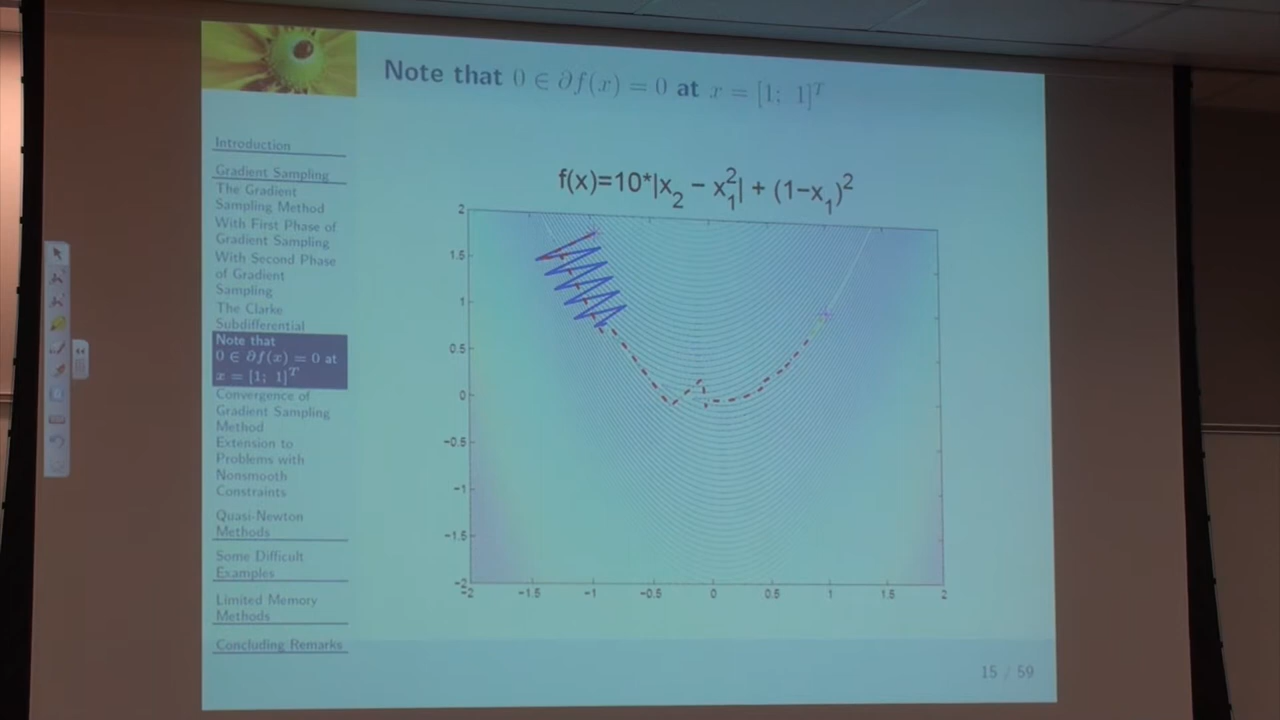 Note that 0 ∈ ∂f(x) = 0 at x = [1; 1]ᵀ
Introduction
Gradient Sampling
The Gradient
Sampling Method
With First Phase of
Gradient Sampling
With Second Phase
of Gradient
Sampling
The Clarke
Subdifferential
Note that
0 ∈ ∂f(x) = 0 at
x = [1; 1]ᵀ
Convergence of
Gradient Sampling
Method
Extension to
Problems with
Nonsmooth
Constraints
Quasi-Newton
Methods
Some Difficult
Examples
Limited Memory
Methods
Concluding Remarks
f(x)=10*|x₂ − x₁²| + (1−x₁)²
2
1.5
1
0.5
0
−0.5
−1
−1.5
−2
−2 −1.5 −1 −0.5 0 0.5 1 1.5 2
15 / 59